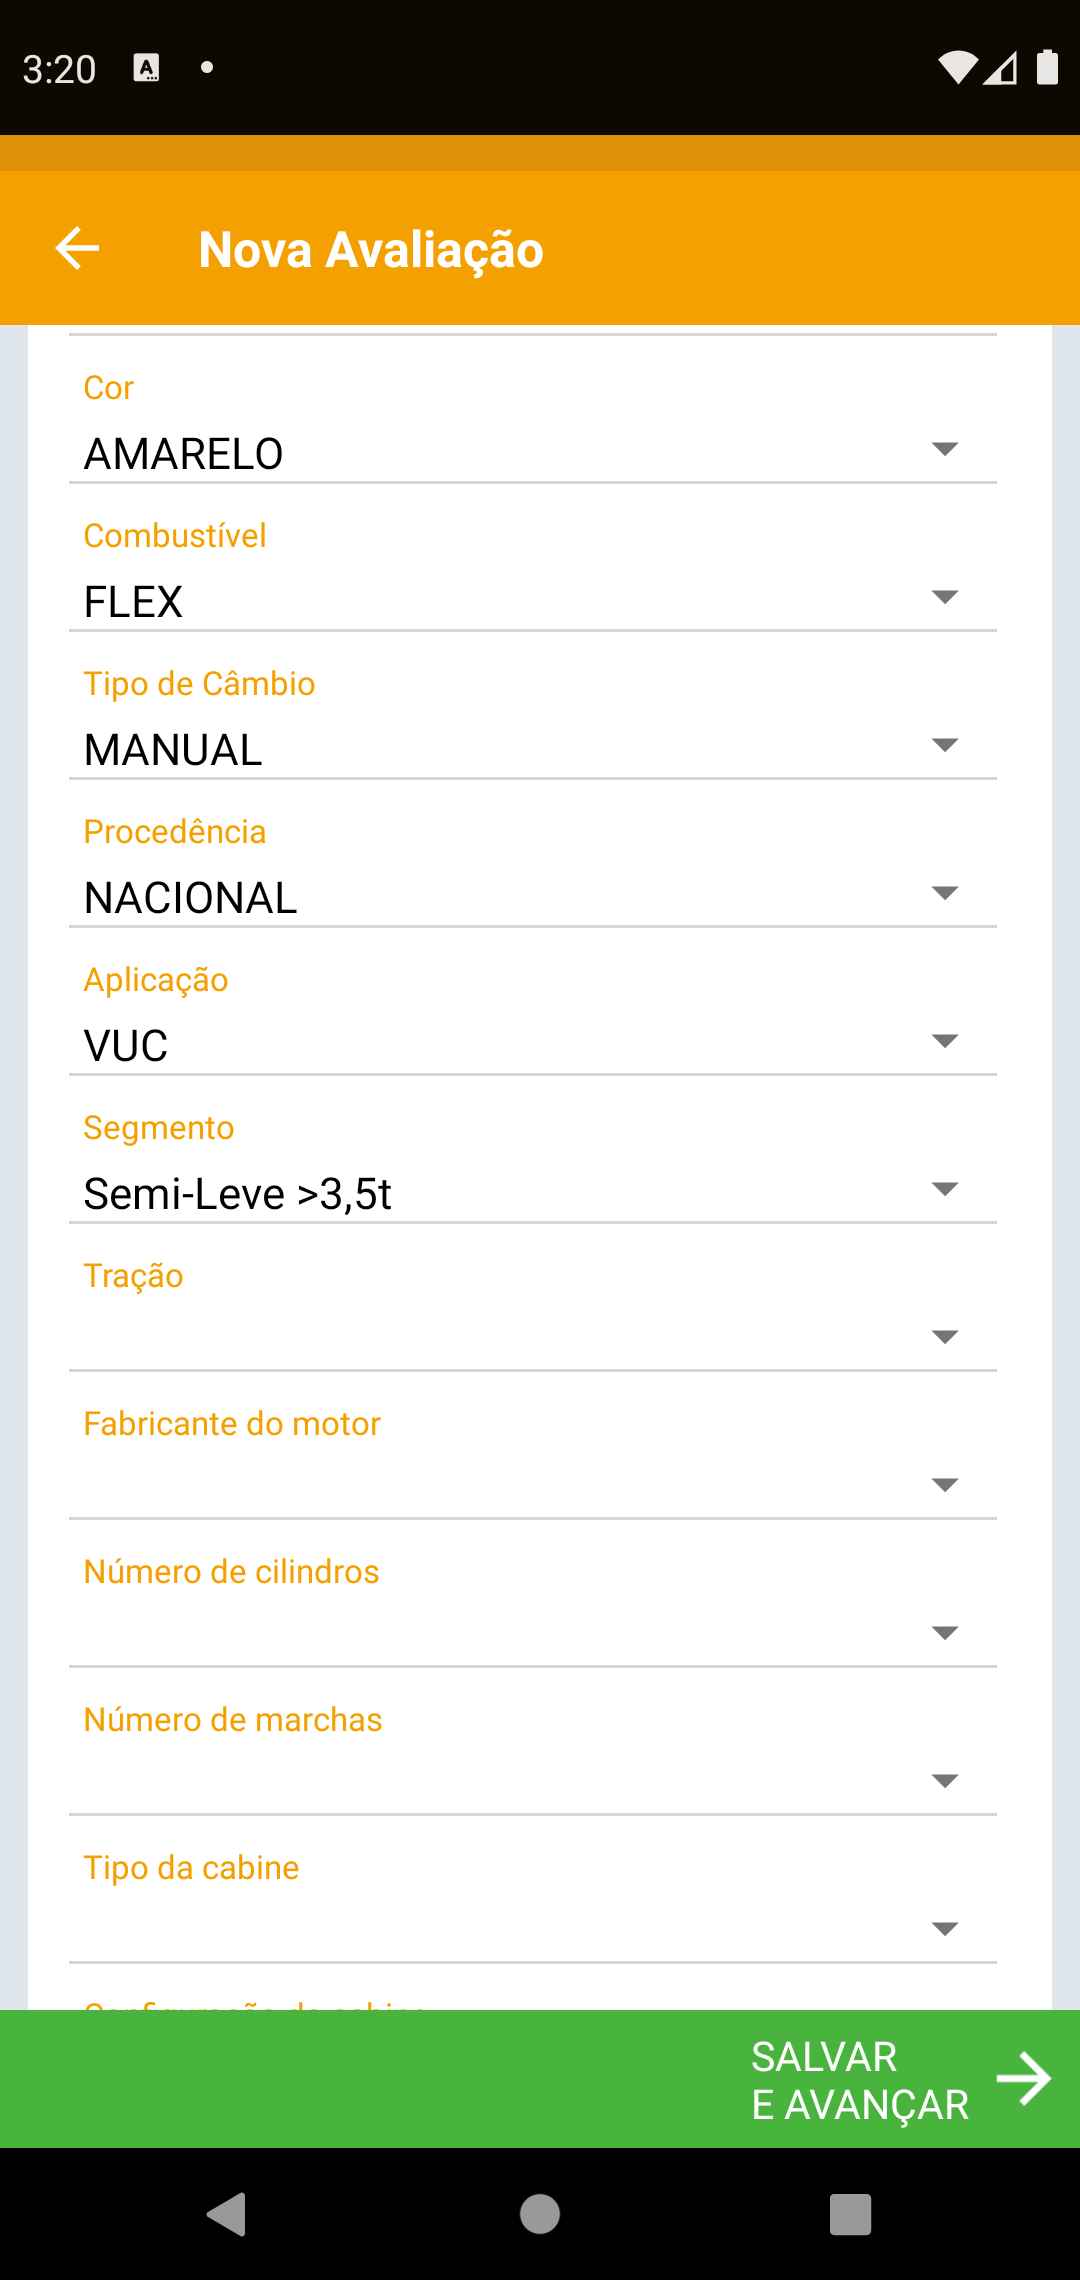 3:20
Nova Avaliação
Cor
AMARELO
Combustível
FLEX
Tipo de Câmbio
MANUAL
Procedência
NACIONAL
Aplicação
VUC
Segmento
Semi-Leve >3,5t
Tração
Fabricante do motor
Número de cilindros
Número de marchas
Tipo da cabine
SALVAR
E AVANÇAR